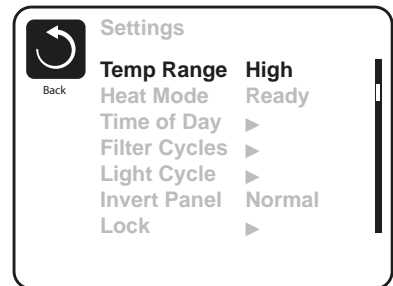 Settings
Back
Temp Range High
Heat Mode Ready
Time of Day ▶
Filter Cycles ▶
Light Cycle ▶
Invert Panel Normal
Lock ▶